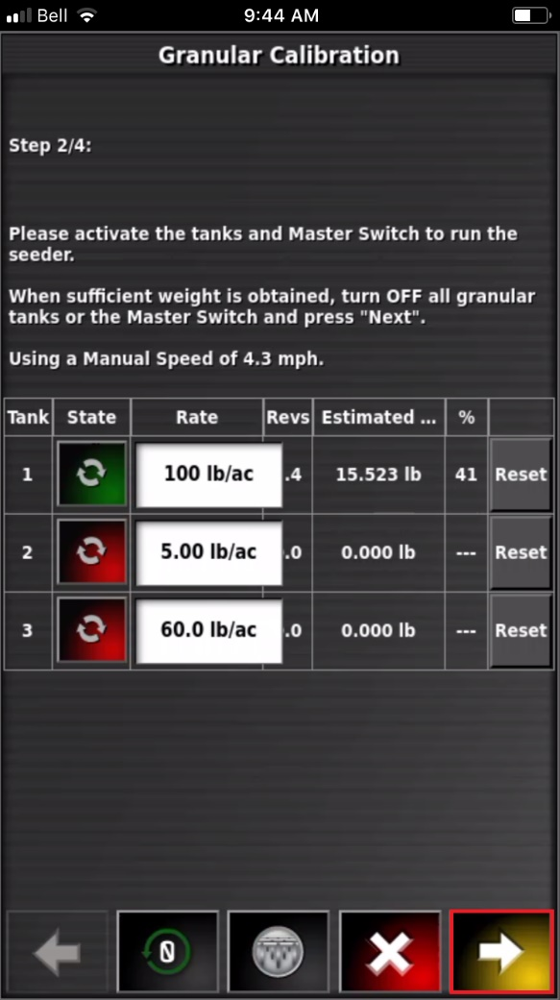 Bell 9:44 AM
Granular Calibration
Step 2/4:
Please activate the tanks and Master Switch to run the
seeder.
When sufficient weight is obtained, turn OFF all granular
tanks or the Master Switch and press "Next".
Using a Manual Speed of 4.3 mph.
Tank State Rate Revs Estimated ... %
1 100 lb/ac .4 15.523 lb 41 Reset
2 5.00 lb/ac .0 0.000 lb --- Reset
3 60.0 lb/ac .0 0.000 lb --- Reset
0